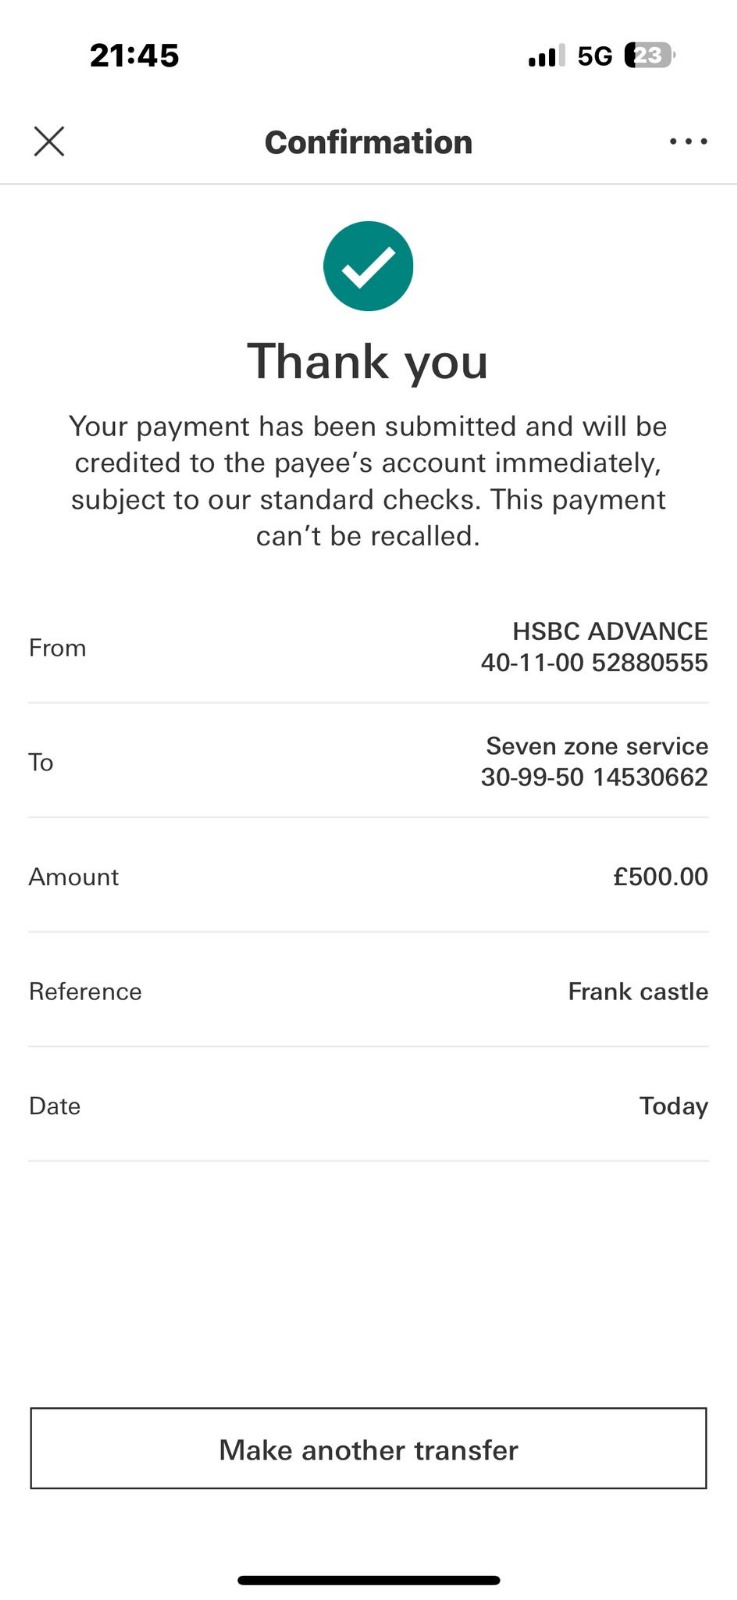 21:45 5G 23
Confirmation
Thank you
Your payment has been submitted and will be
credited to the payee’s account immediately,
subject to our standard checks. This payment
can’t be recalled.
From
HSBC ADVANCE
40-11-00 52880555
To
Seven zone service
30-99-50 14530662
Amount
£500.00
Reference
Frank castle
Date
Today
Make another transfer